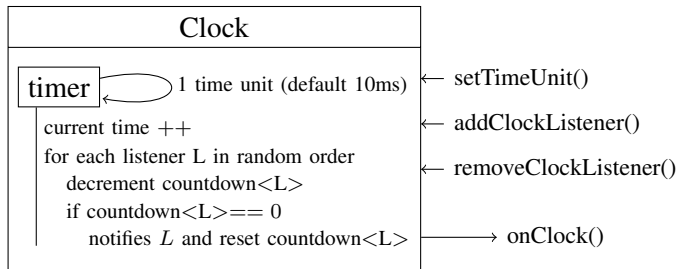 Clock
timer
1 time unit (default 10ms)
setTimeUnit()
current time ++
addClockListener()
for each listener L in random order
removeClockListener()
decrement countdown<L>
if countdown<L>== 0
notifies L and reset countdown<L>
onClock()